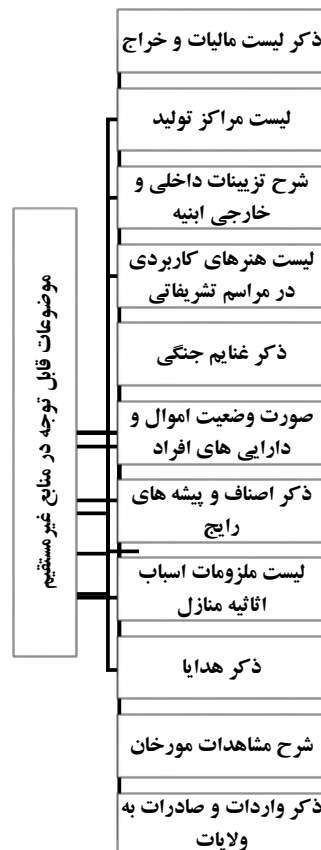 ذکر لیست مالیات و خراج
لیست مراکز تولید
شرح تزیینات داخلی و
خارجی ابنیه
لیست هنرهای کاربردی
در مراسم تشریفاتی
ذکر غنایم جنگی
صورت وضعیت اموال و
دارایی های افراد
ذکر اصناف و پیشه های
رایج
لیست ملزومات اسباب
اثاثیه منازل
ذکر هدایا
شرح مشاهدات مورخان
ذکر واردات و صادرات به
ولایات
موضوعات قابل توجه در منابع غیرمستقیم